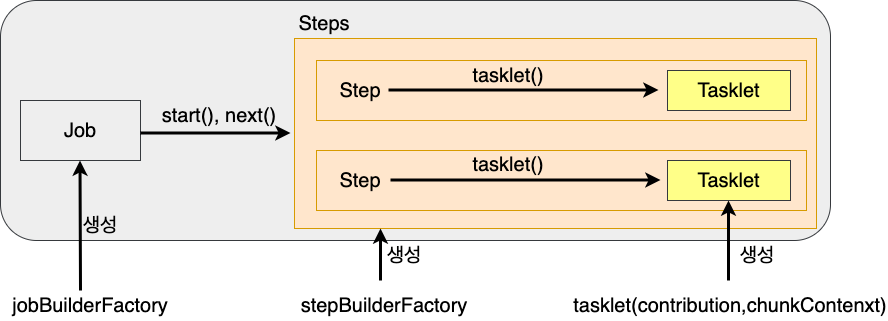 Steps
tasklet()
Step
Tasklet
Job
start(), next()
tasklet()
Step
Tasklet
생성
생성
생성
jobBuilderFactory
stepBuilderFactory
tasklet(contribution,chunkContenxt)